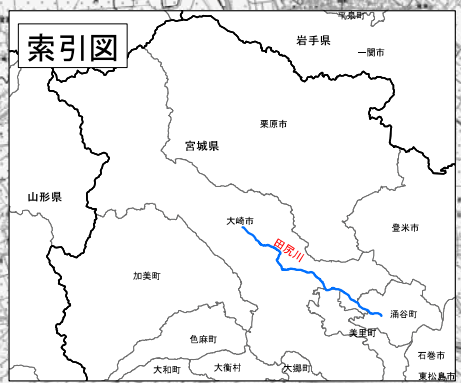 索引図
岩手県
一関市
栗原市
宮城県
山形県
大崎市
田尻川
登米市
加美町
涌谷町
美里町
色麻町
石巻市
大和町
大衡村
大郷町
東松島市